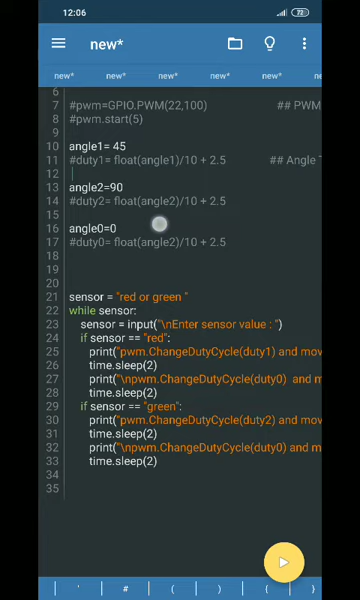 12:06
72
new*
new* new* new* new* new*
6
7 #pwm=GPIO.PWM(22,100) ## PWM
8 #pwm.start(5)
9
10 angle1= 45
11 #duty1= float(angle1)/10 + 2.5 ## Angle
12
13 angle2=90
14 #duty2= float(angle2)/10 + 2.5
15
16 angle0=0
17 #duty0= float(angle2)/10 + 2.5
18
19
20
21 sensor = "red or green "
22 while sensor:
23 sensor = input("\nEnter sensor value : ")
24 if sensor == "red":
25 print("pwm.ChangeDutyCycle(duty1) and mov
26 time.sleep(2)
27 print("\npwm.ChangeDutyCycle(duty0) and m
28 time.sleep(2)
29 if sensor == "green":
30 print("pwm.ChangeDutyCycle(duty2) and mov
31 time.sleep(2)
32 print("\npwm.ChangeDutyCycle(duty0) and m
33 time.sleep(2)
34
35
' # ( ) { }